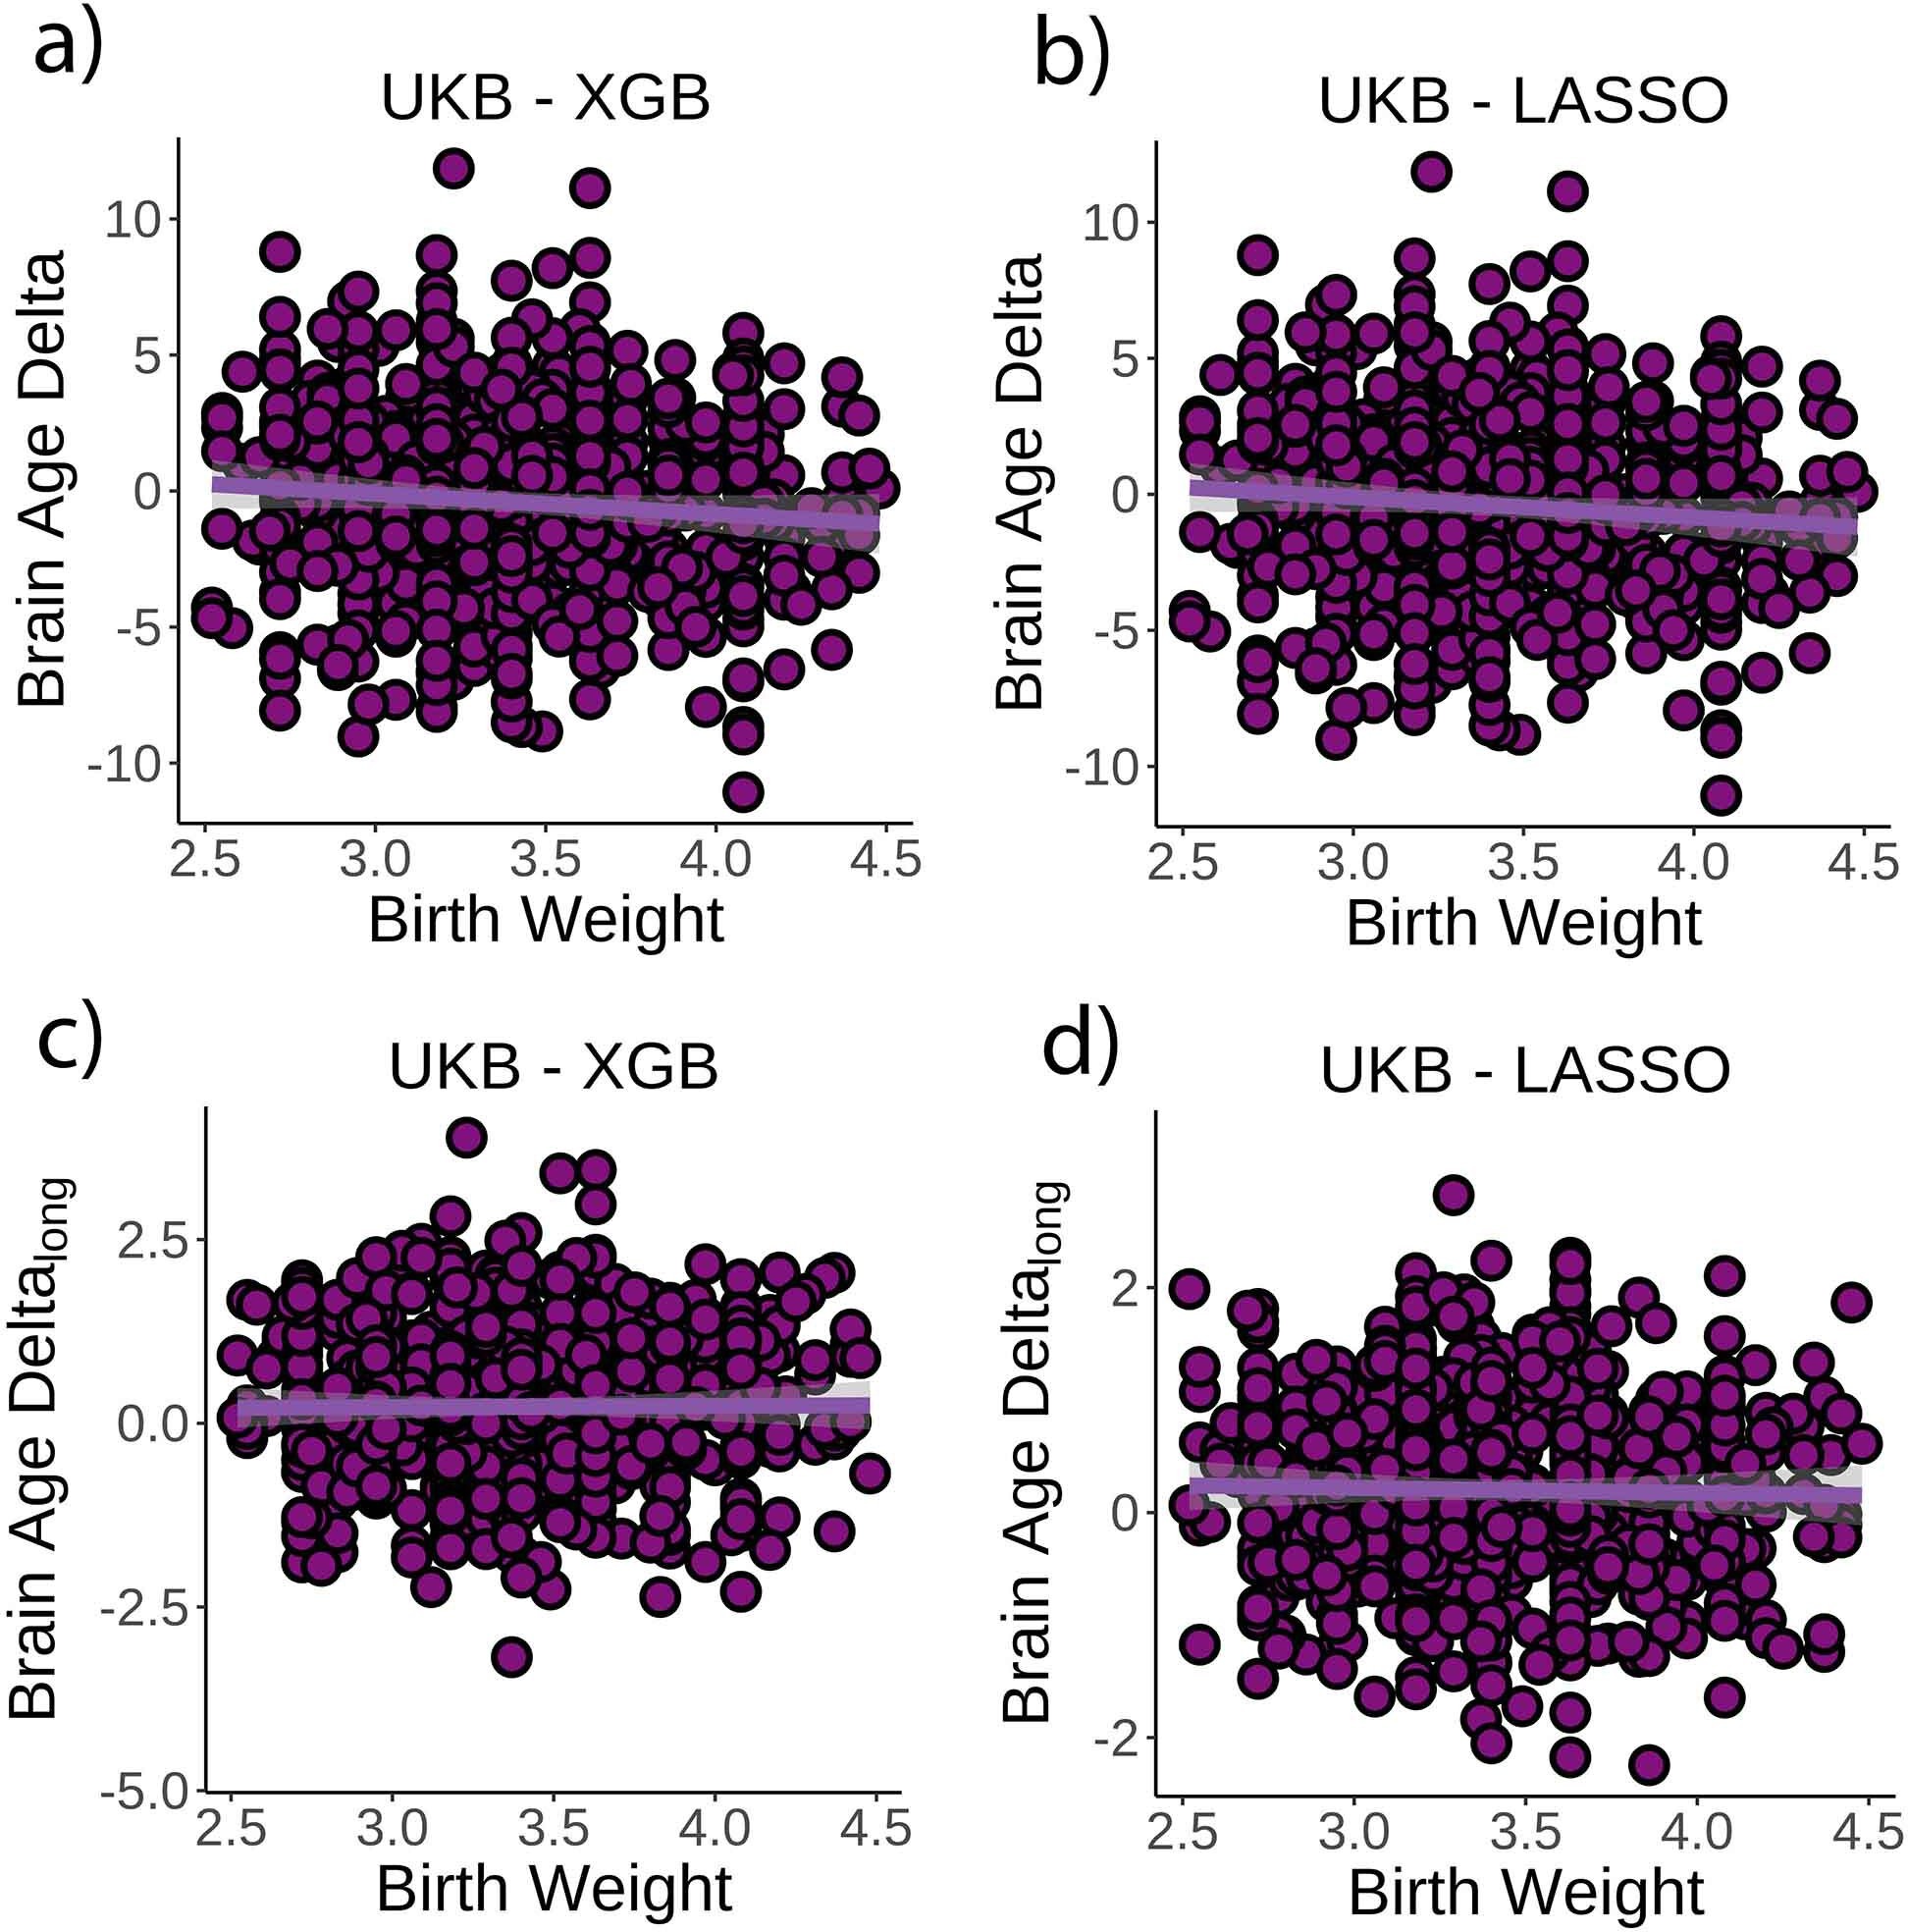 a)
UKB - XGB
10
5
0
-5
-10
Brain Age Delta
2.5 3.0 3.5 4.0 4.5
Birth Weight
b)
UKB - LASSO
10
5
0
-5
-10
Brain Age Delta
2.5 3.0 3.5 4.0 4.5
Birth Weight
c)
UKB - XGB
2.5
0.0
-2.5
-5.0
Brain Age Deltalong
2.5 3.0 3.5 4.0 4.5
Birth Weight
d)
UKB - LASSO
2
0
-2
Brain Age Deltalong
2.5 3.0 3.5 4.0 4.5
Birth Weight